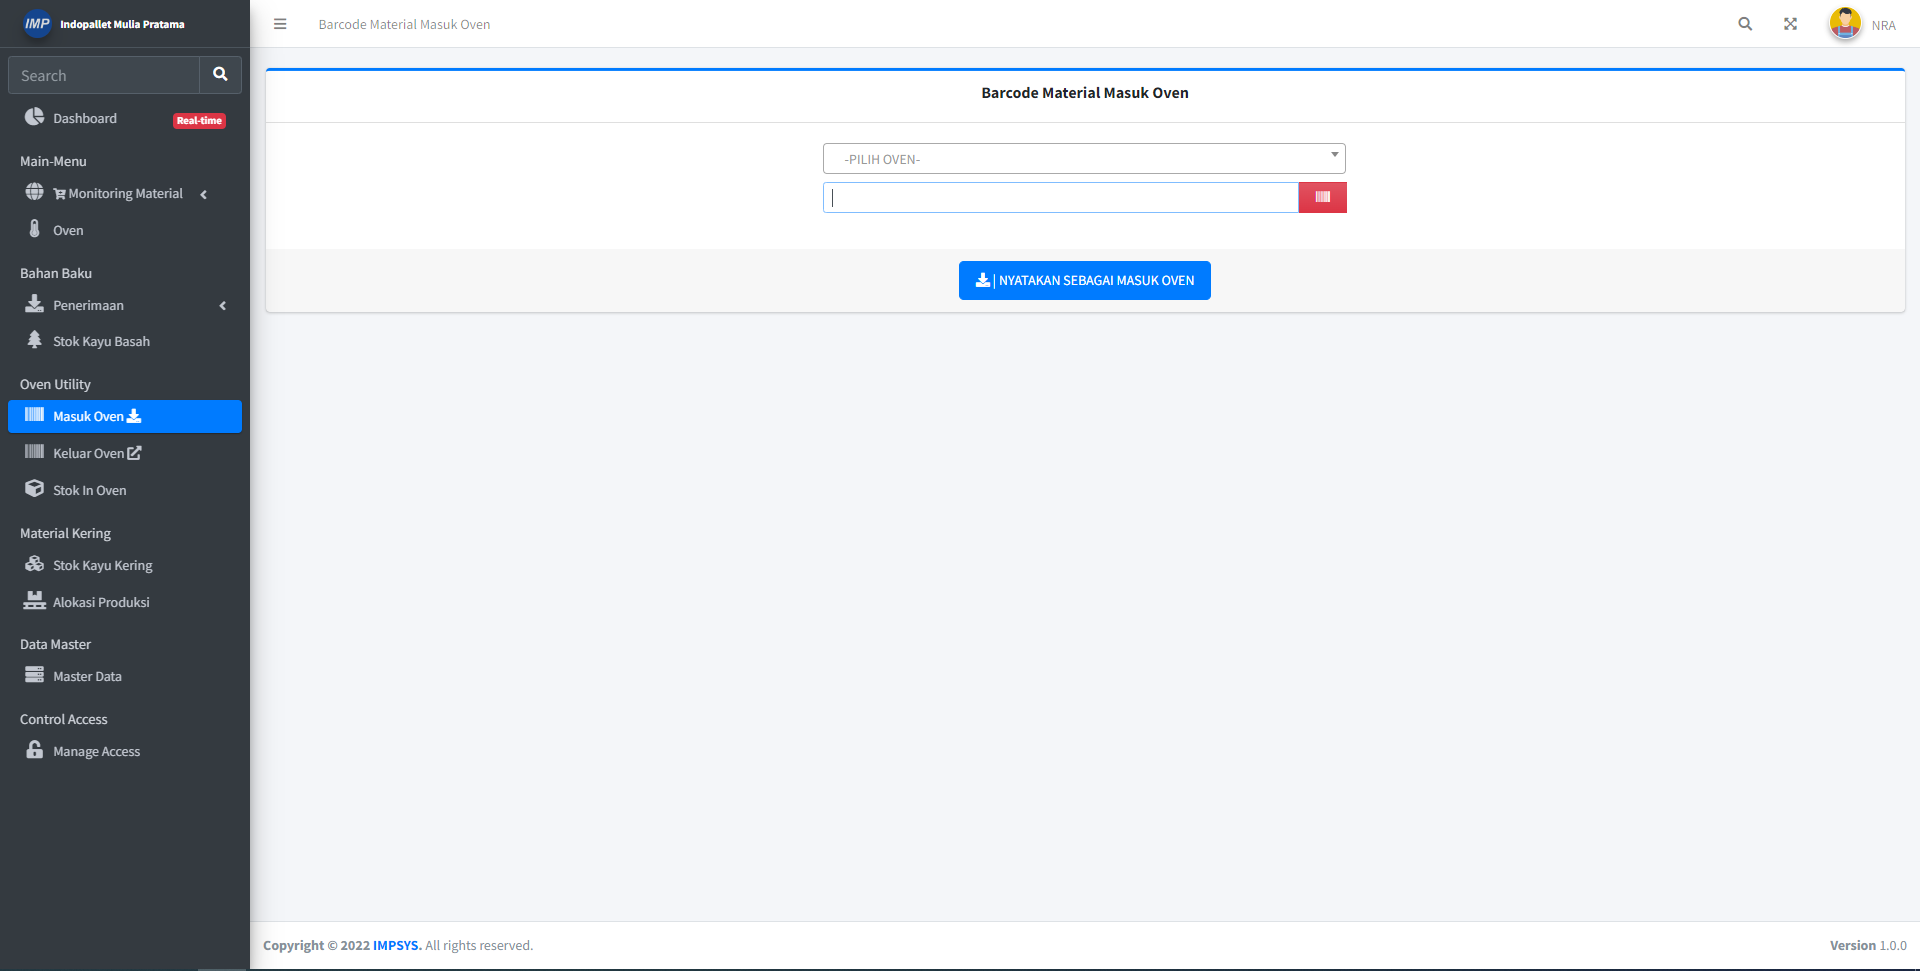 IMP Indopallet Mulia Pratama
Barcode Material Masuk Oven
NRA
Search
Dashboard
Real-time
Main-Menu
Monitoring Material
Oven
Bahan Baku
Penerimaan
Stok Kayu Basah
Oven Utility
Masuk Oven
Keluar Oven
Stok In Oven
Material Kering
Stok Kayu Kering
Alokasi Produksi
Data Master
Master Data
Control Access
Manage Access
Barcode Material Masuk Oven
-PILIH OVEN-
| NYATAKAN SEBAGAI MASUK OVEN
Copyright © 2022 IMPSYS. All rights reserved.
Version 1.0.0